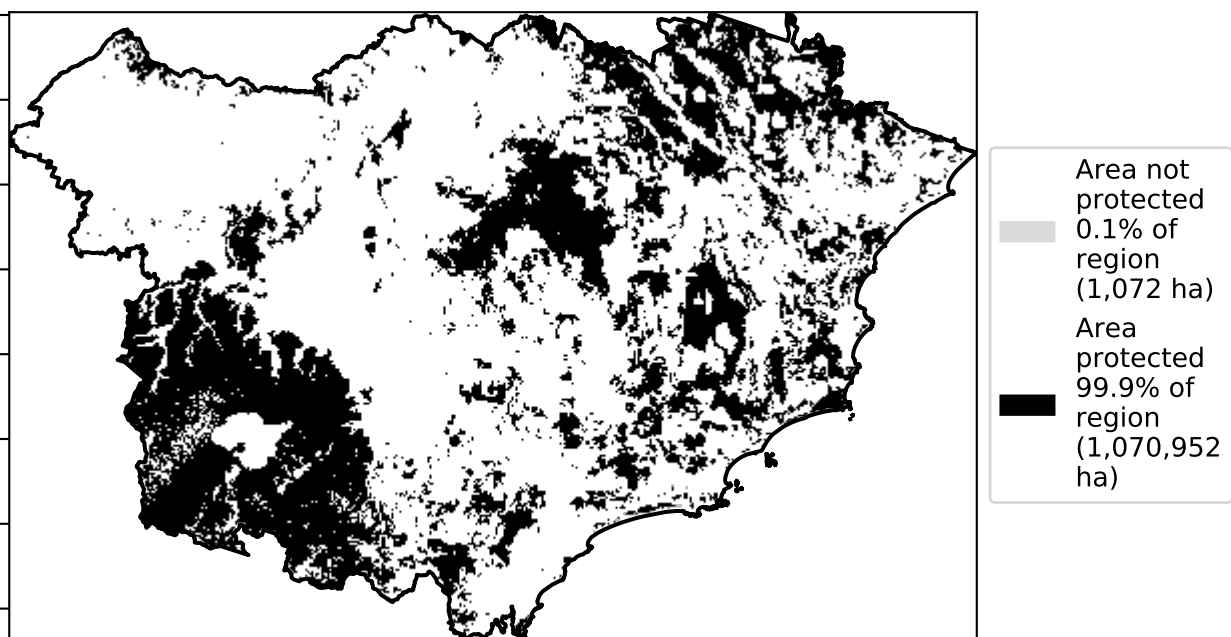 Area not
protected
0.1% of
region
(1,072 ha)
Area
protected
99.9% of
region
(1,070,952
ha)